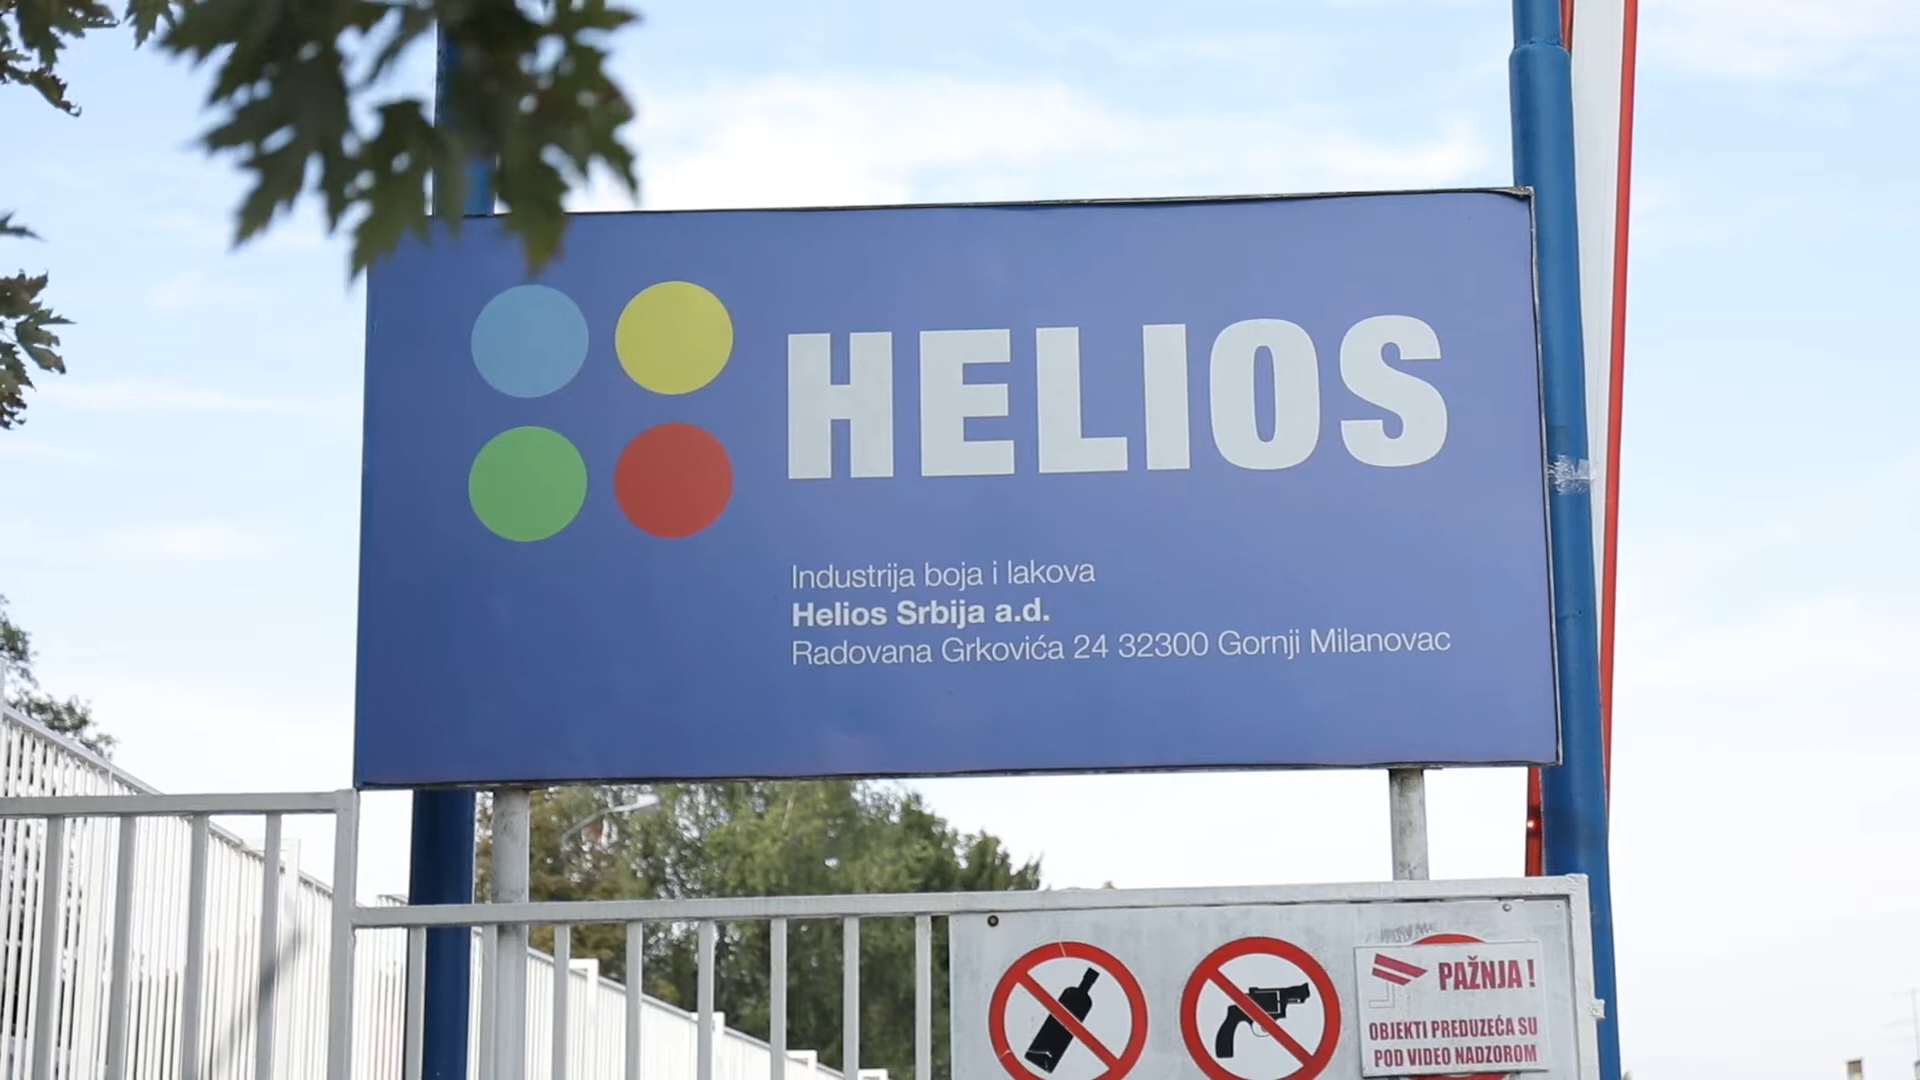 HELIOS
Industrija boja i lakova
Helios Srbija a.d.
Radovana Grkovića 24 32300 Gornji Milanovac
PAŽNJA !
OBJEKTI PREDUZEĆA SU
POD VIDEO NADZOROM